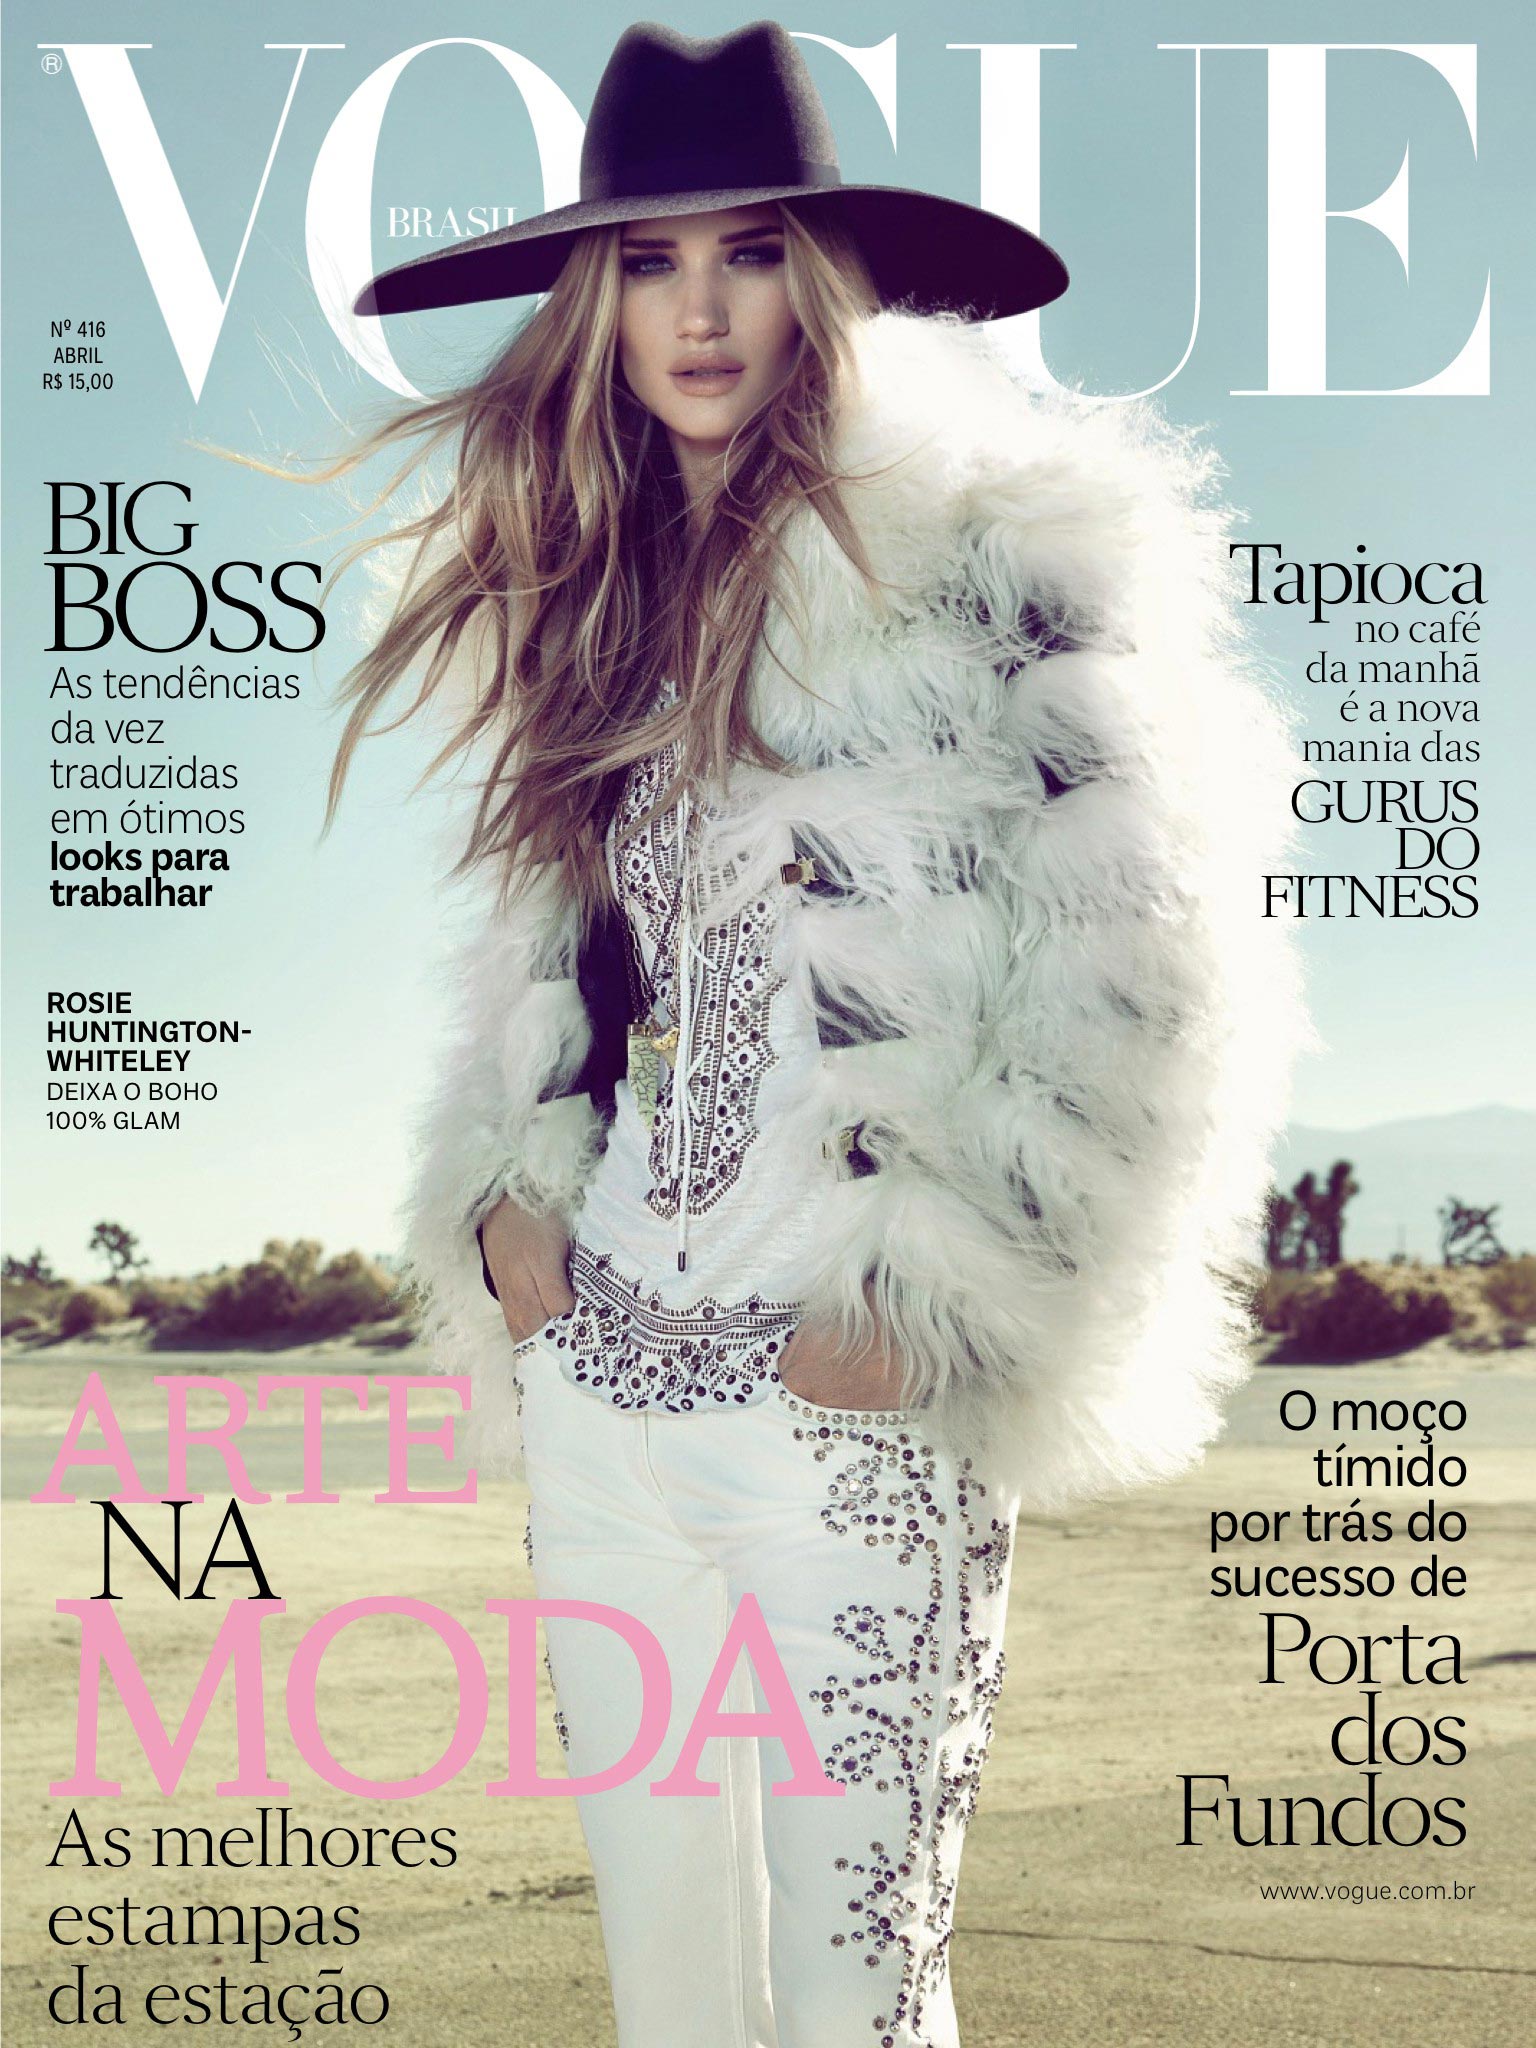 VOGUE
®
BRASIL
Nº 416
ABRIL
R$ 15,00
BIG
BOSS
As tendências
da vez
traduzidas
em ótimos
looks para
trabalhar
ROSIE
HUNTINGTON-
WHITELEY
DEIXA O BOHO
100% GLAM
Tapioca
no café
da manhã
é a nova
mania das
GURUS
DO
FITNESS
ARTE
NA
MODA
As melhores
estampas
da estação
O moço
tímido
por trás do
sucesso de
Porta
dos
Fundos
www.vogue.com.br